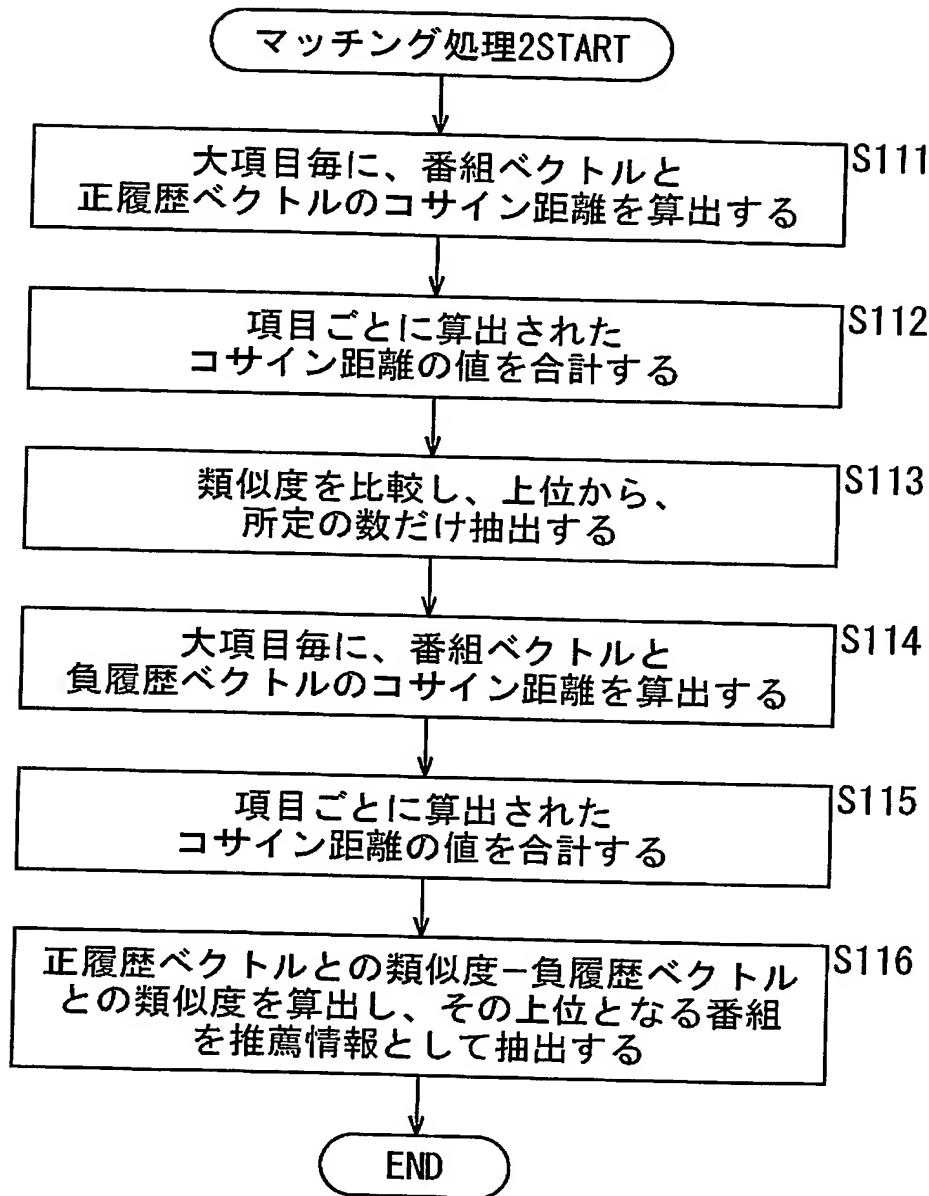 マッチング処理2START
大項目毎に、番組ベクトルと
正履歴ベクトルのコサイン距離を算出する
S111
項目ごとに算出された
コサイン距離の値を合計する
S112
類似度を比較し、上位から、
所定の数だけ抽出する
S113
大項目毎に、番組ベクトルと
負履歴ベクトルのコサイン距離を算出する
S114
項目ごとに算出された
コサイン距離の値を合計する
S115
正履歴ベクトルとの類似度-負履歴ベクトル
との類似度を算出し、その上位となる番組
を推薦情報として抽出する
S116
END